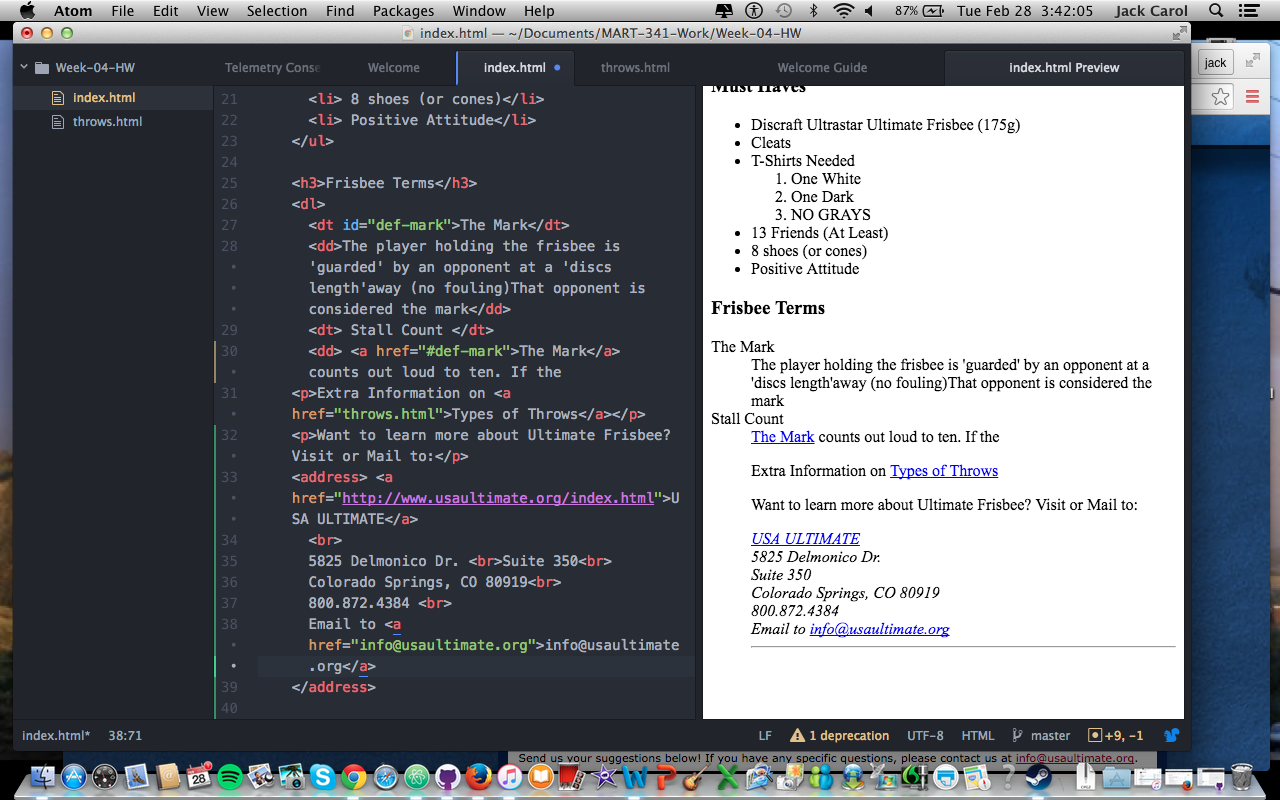 Atom File Edit View Selection Find Packages Window Help 87% Tue Feb 28 3:42:05 Jack Carol
index.html — ~/Documents/MART-341-Work/Week-04-HW
jack
Week-04-HW
index.html
throws.html
Telemetry Conse Welcome index.html throws.html Welcome Guide index.html Preview
21 <li> 8 shoes (or cones)</li>
22 <li> Positive Attitude</li>
23 </ul>
24
25 <h3>Frisbee Terms</h3>
26 <dl>
27 <dt id="def-mark">The Mark</dt>
28 <dd>The player holding the frisbee is
• 'guarded' by an opponent at a 'discs
• length'away (no fouling)That opponent is
• considered the mark</dd>
29 <dt> Stall Count </dt>
30 <dd> <a href="#def-mark">The Mark</a>
• counts out loud to ten. If the
31 <p>Extra Information on <a
• href="throws.html">Types of Throws</a></p>
32 <p>Want to learn more about Ultimate Frisbee?
• Visit or Mail to:</p>
33 <address> <a
• href="http://www.usaultimate.org/index.html">U
• SA ULTIMATE</a>
34 <br>
35 5825 Delmonico Dr. <br>Suite 350<br>
36 Colorado Springs, CO 80919<br>
37 800.872.4384 <br>
38 Email to <a
• href="info@usaultimate.org">info@usaultimate
• .org</a>
39 </address>
40
Must Haves
• Discraft Ultrastar Ultimate Frisbee (175g)
• Cleats
• T-Shirts Needed
1. One White
2. One Dark
3. NO GRAYS
• 13 Friends (At Least)
• 8 shoes (or cones)
• Positive Attitude
Frisbee Terms
The Mark
The player holding the frisbee is 'guarded' by an opponent at a
'discs length'away (no fouling)That opponent is considered the
mark
Stall Count
The Mark counts out loud to ten. If the
Extra Information on Types of Throws
Want to learn more about Ultimate Frisbee? Visit or Mail to:
USA ULTIMATE
5825 Delmonico Dr.
Suite 350
Colorado Springs, CO 80919
800.872.4384
Email to info@usaultimate.org
index.html* 38:71 LF 1 deprecation UTF-8 HTML master +9, -1
Send us your suggestions below! If you have any specific questions, please contact us at info@usaultimate.org.
28